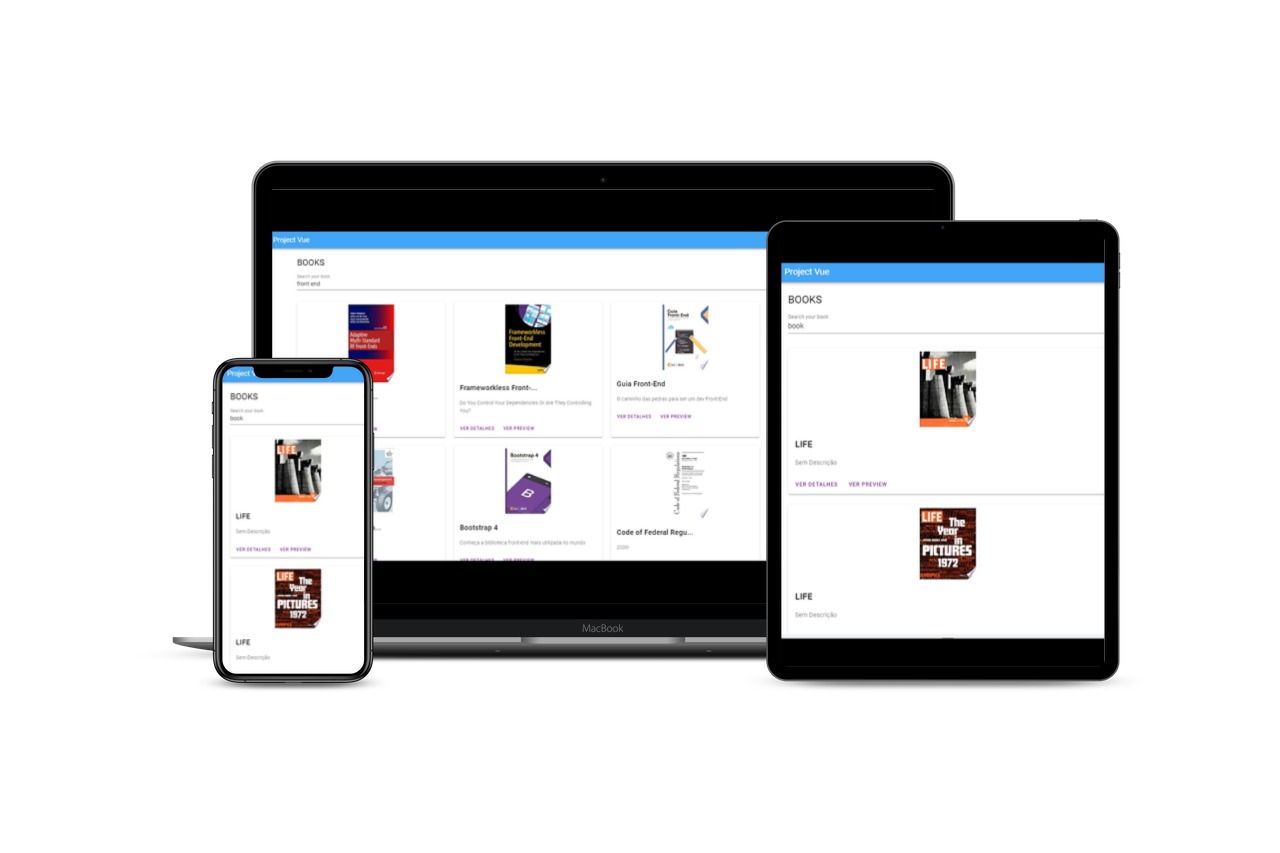 Project Vue
BOOKS
Search your book
front end
Adaptive
Multi-Standard
RF Front-Ends
Frameworkless
Front-End
Development
Frameworkless Front-...
Do You Control Your Dependencies Or Are They Controlling
You?
VER DETALHES VER PREVIEW
Guia
Front-End
Guia Front-End
O caminho das pedras para ser um dev Front-End
VER DETALHES VER PREVIEW
Bootstrap 4
B
Bootstrap 4
Conheça a biblioteca front-end mais utilizada no mundo
VER DETALHES VER PREVIEW
Code of Federal Regulations
Code of Federal Regu...
2000-
MacBook
Project V
BOOKS
Search your book
book
LIFE
LIFE
Sem Descrição
VER DETALHES VER PREVIEW
LIFE The
Year
in
PICTURES
1972
LIFE
Sem Descrição
Project Vue
BOOKS
Search your book
book
LIFE
LIFE
Sem Descrição
VER DETALHES VER PREVIEW
LIFE The
Year
in
PICTURES
1972
LIFE
Sem Descrição